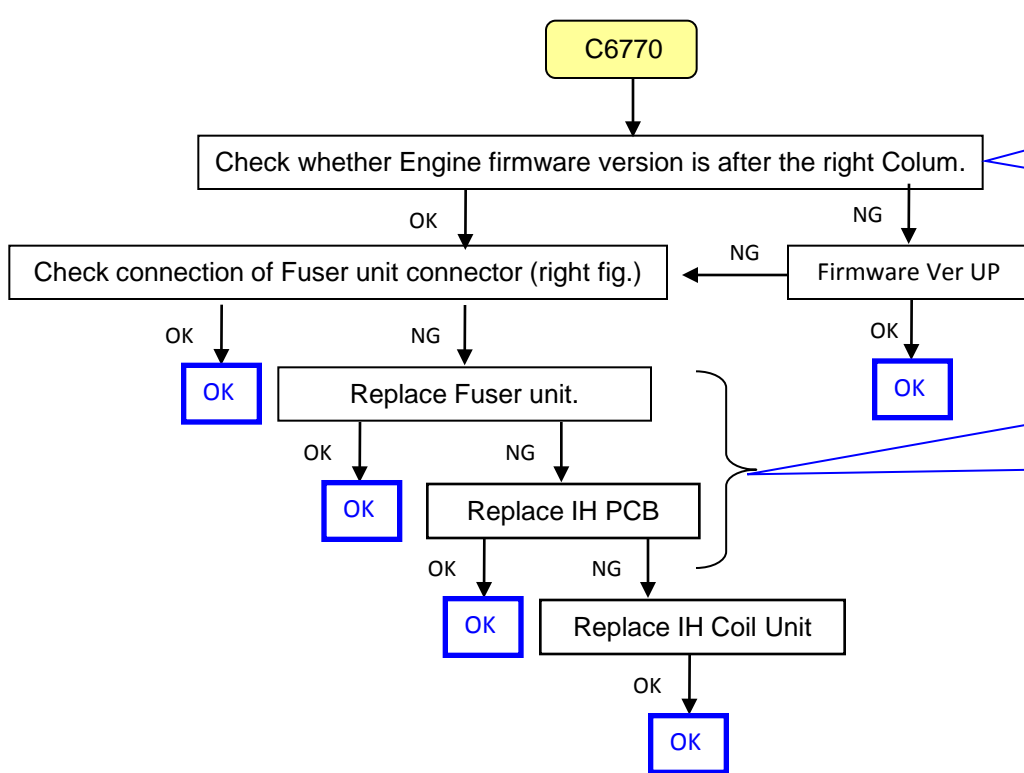 C6770
Check whether Engine firmware version is after the right Colum.
OK
NG
Check connection of Fuser unit connector (right fig.)
NG
Firmware Ver UP
OK
NG
OK
OK
Replace Fuser unit.
OK
OK
NG
OK
Replace IH PCB
OK
NG
OK
Replace IH Coil Unit
OK
OK